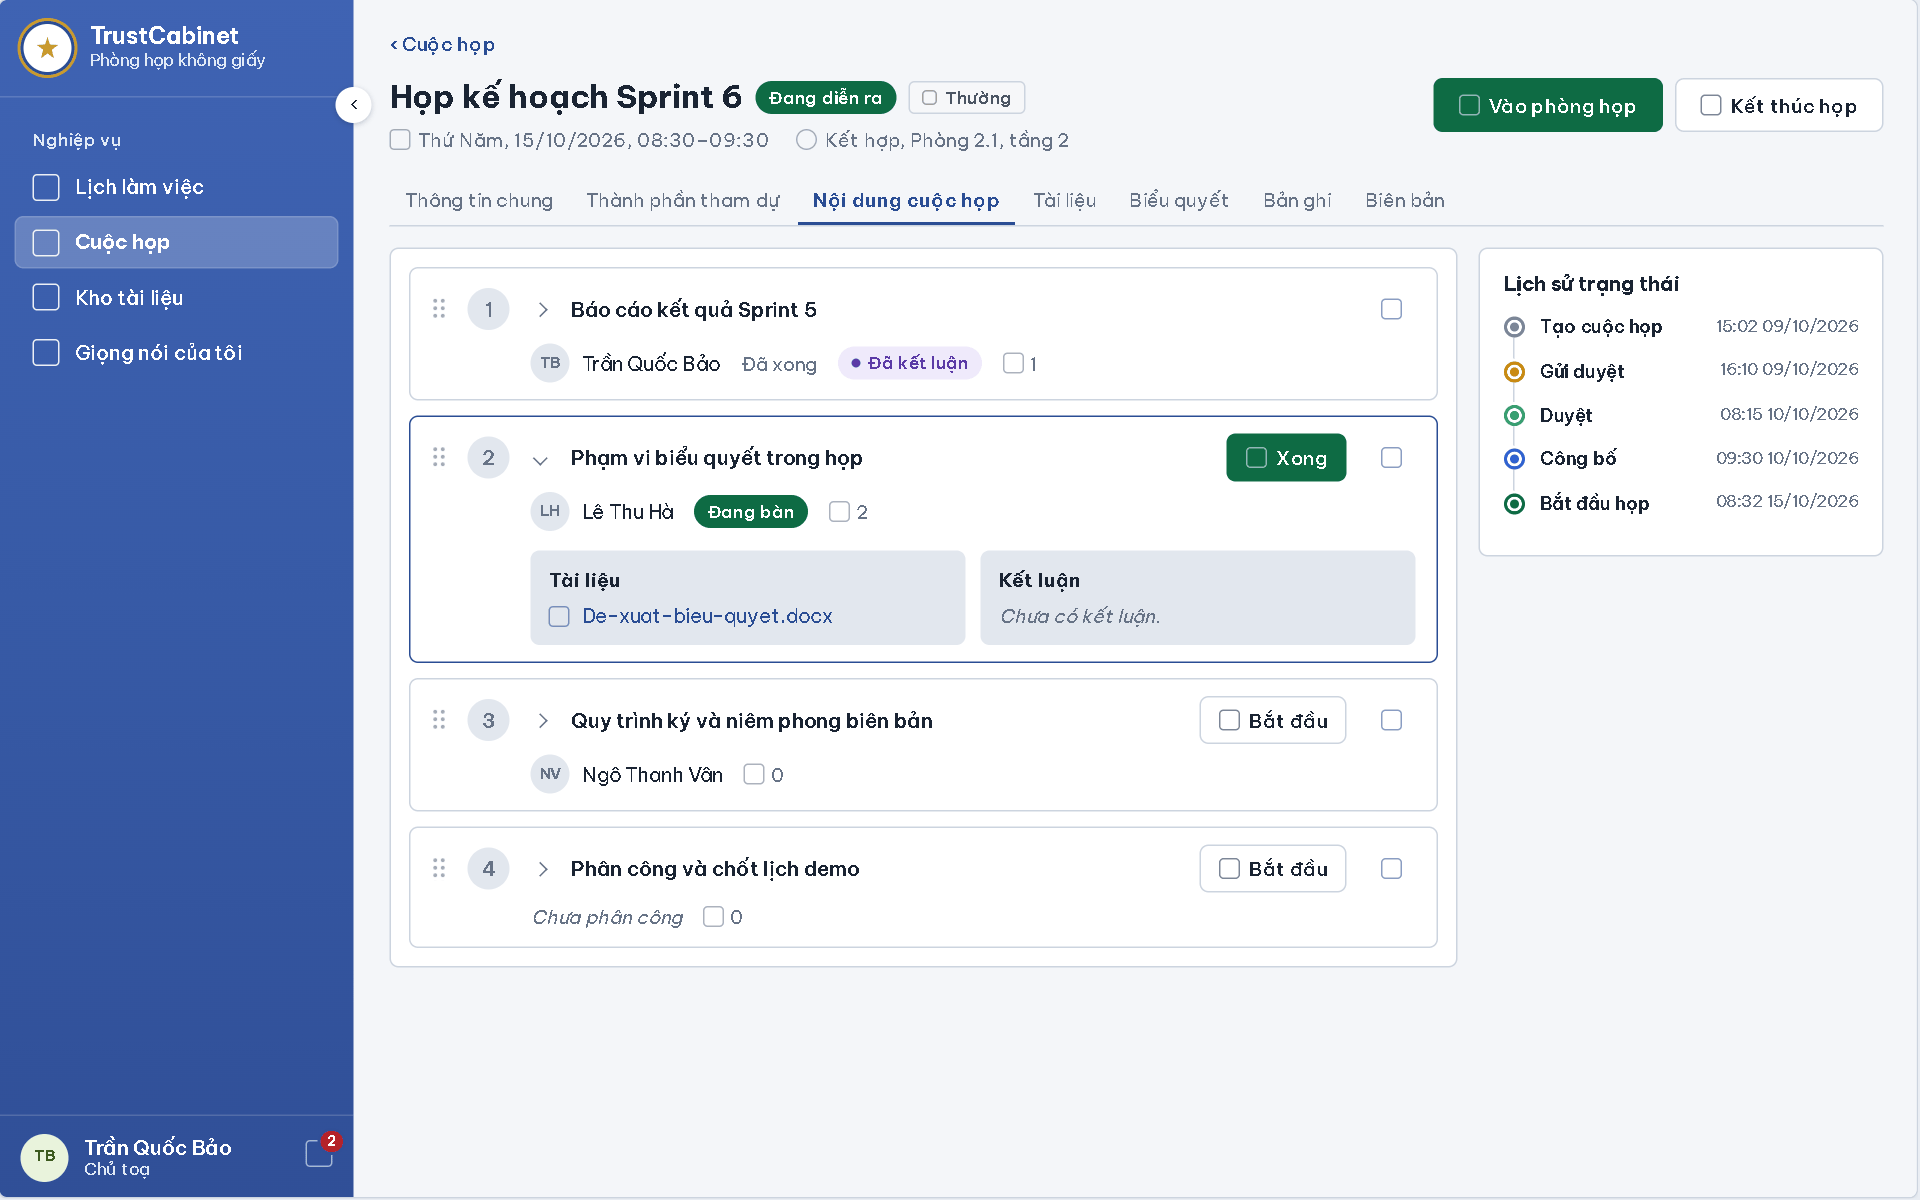 TrustCabinet
Phòng họp không giấy
Nghiệp vụ
Lịch làm việc
Cuộc họp
Kho tài liệu
Giọng nói của tôi
TB
Trần Quốc Bảo
Chủ toạ
2
‹ Cuộc họp
Họp kế hoạch Sprint 6
Đang diễn ra
Thường
Thứ Năm, 15/10/2026, 08:30–09:30
Kết hợp, Phòng 2.1, tầng 2
Vào phòng họp
Kết thúc họp
Thông tin chung
Thành phần tham dự
Nội dung cuộc họp
Tài liệu
Biểu quyết
Bản ghi
Biên bản
1
Báo cáo kết quả Sprint 5
TB
Trần Quốc Bảo
Đã xong
Đã kết luận
1
2
Phạm vi biểu quyết trong họp
Xong
LH
Lê Thu Hà
Đang bàn
2
Tài liệu
De-xuat-bieu-quyet.docx
Kết luận
Chưa có kết luận.
3
Quy trình ký và niêm phong biên bản
Bắt đầu
NV
Ngô Thanh Vân
0
4
Phân công và chốt lịch demo
Bắt đầu
Chưa phân công
0
Lịch sử trạng thái
Tạo cuộc họp 15:02 09/10/2026
Gửi duyệt 16:10 09/10/2026
Duyệt 08:15 10/10/2026
Công bố 09:30 10/10/2026
Bắt đầu họp 08:32 15/10/2026